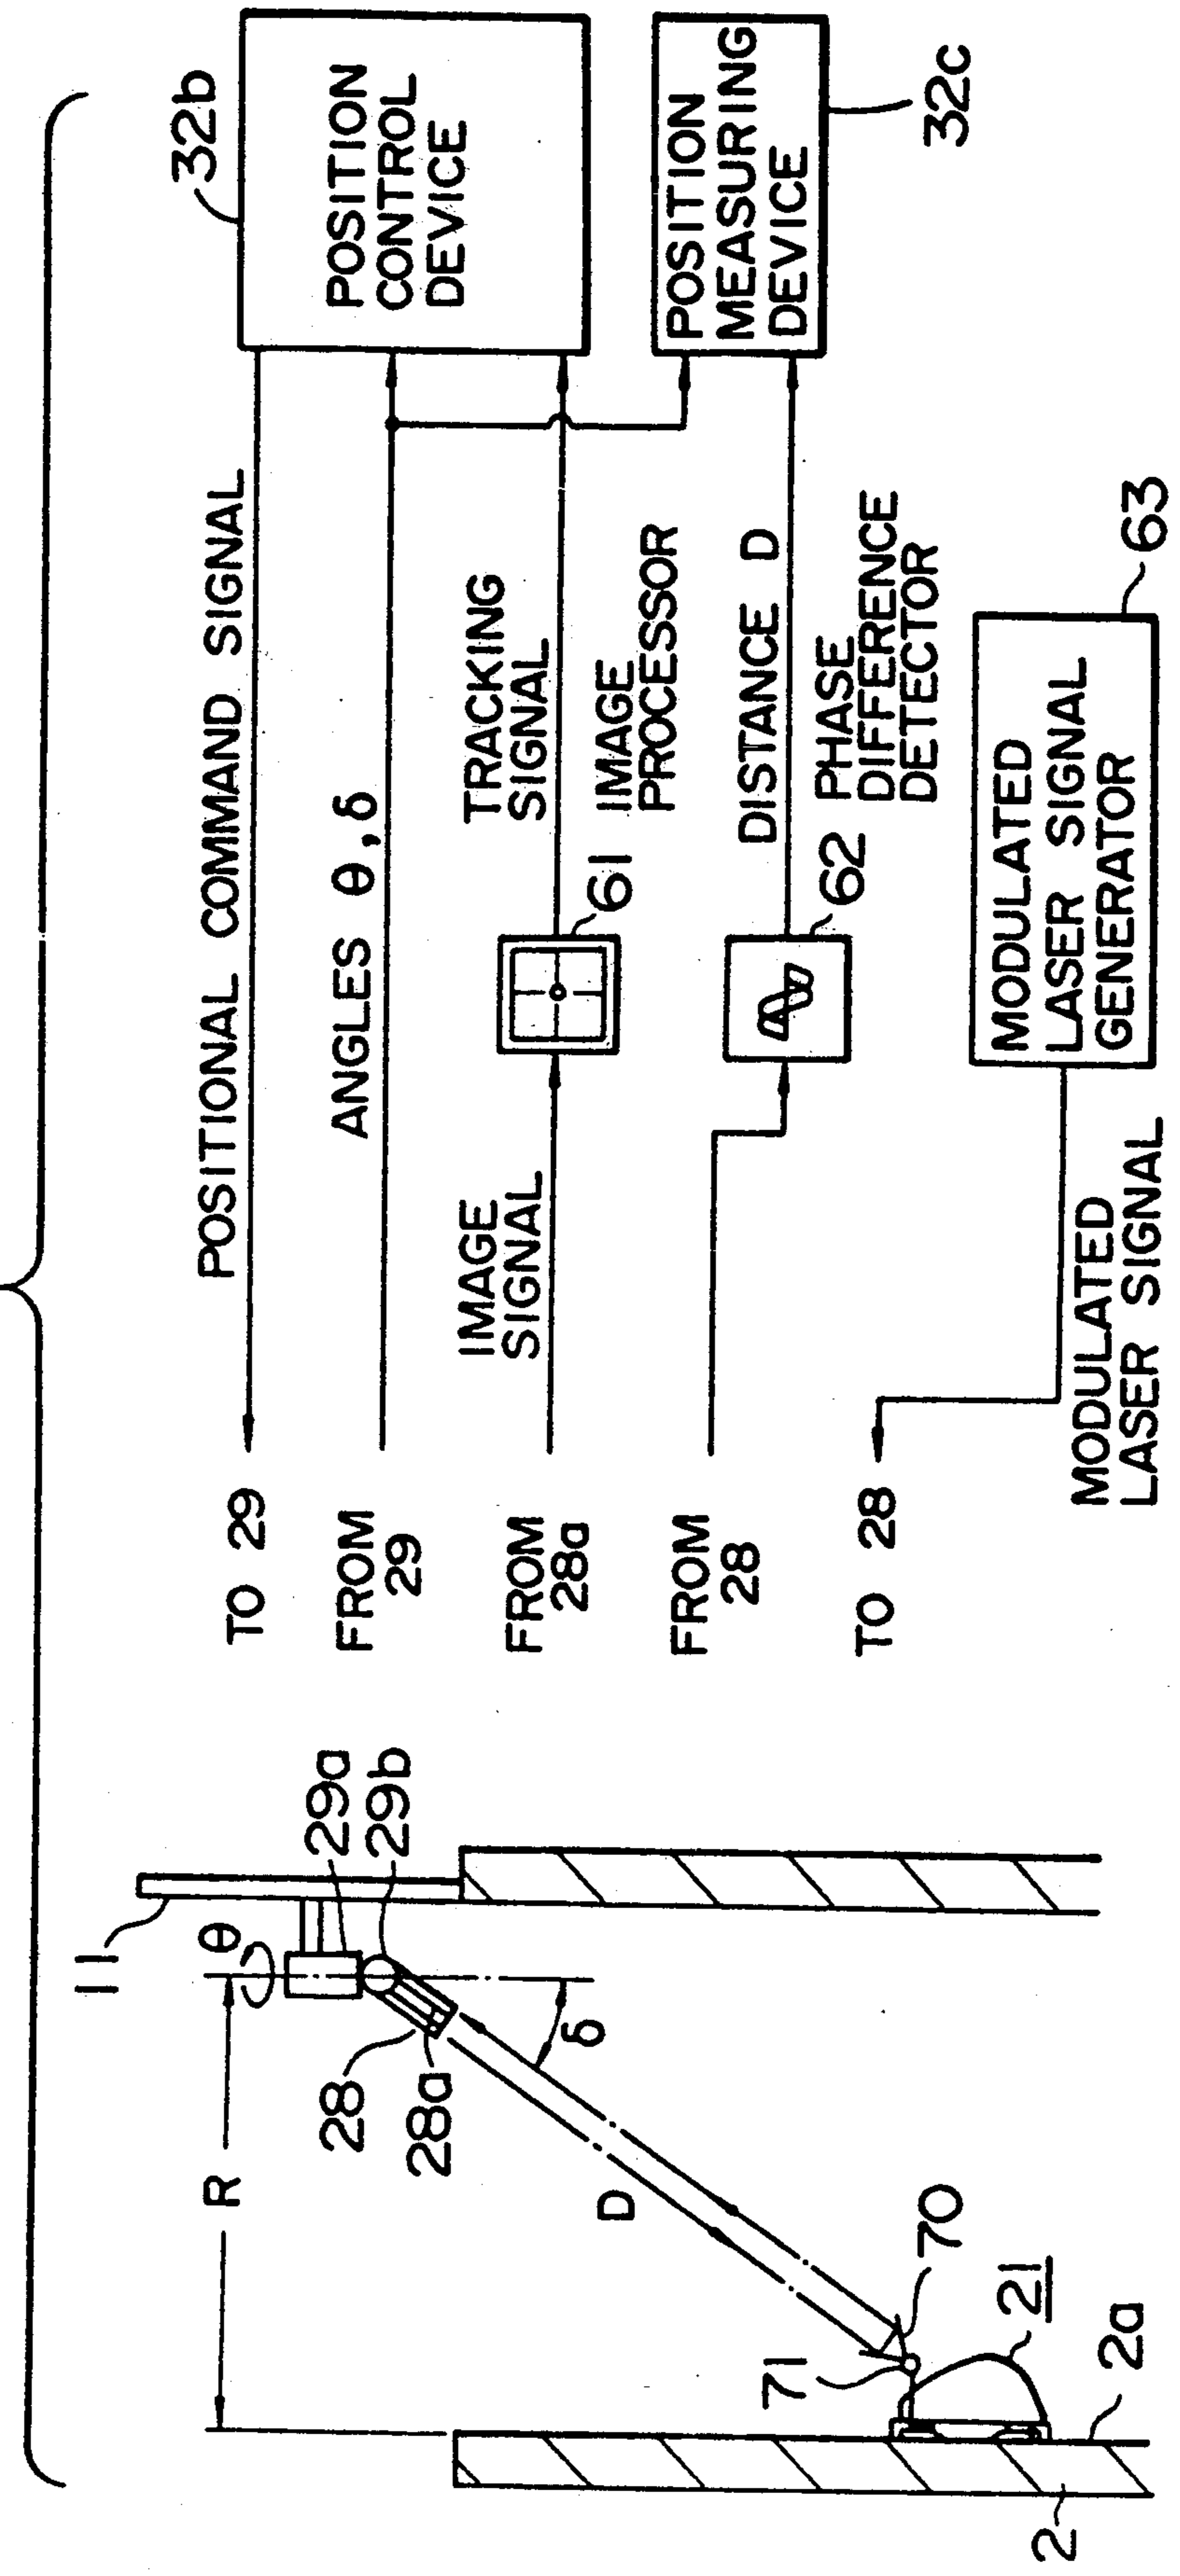 11
θ
29a
29b
R
28
28a
δ
D
71
70
21
2a
2
TO 29
POSITIONAL COMMAND SIGNAL
32b
POSITION
CONTROL
DEVICE
FROM
29
ANGLES θ,δ
FROM
28a
IMAGE
SIGNAL
61
TRACKING
SIGNAL
IMAGE
PROCESSOR
FROM
28
62
DISTANCE D
PHASE
DIFFERENCE
DETECTOR
POSITION
MEASURING
DEVICE
32c
TO 28
MODULATED
LASER SIGNAL
MODULATED
LASER SIGNAL
GENERATOR
63